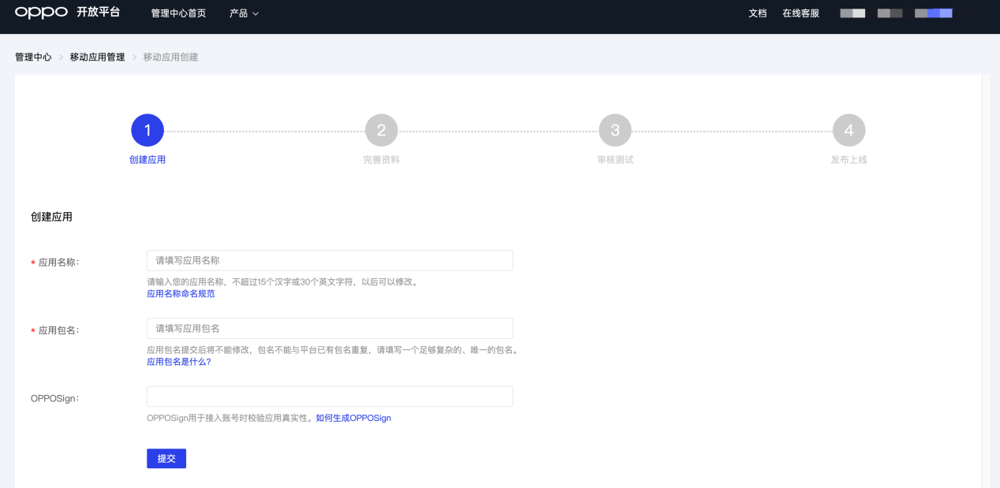 oppo 开放平台 管理中心首页 产品 文档 在线客服
管理中心 > 移动应用管理 > 移动应用创建
1 2 3 4
创建应用 完善资料 审核测试 发布上线
创建应用
* 应用名称: 请填写应用名称
请输入您的应用名称，不超过15个汉字或30个英文字符，以后可以修改。
应用名称命名规范
* 应用包名: 请填写应用包名
应用包名提交后将不能修改，包名不能与平台已有包名重复，请填写一个足够复杂的、唯一的包名。
应用包名是什么?
OPPOSign:
OPPOSign用于接入账号时校验应用真实性。如何生成OPPOSign
提交